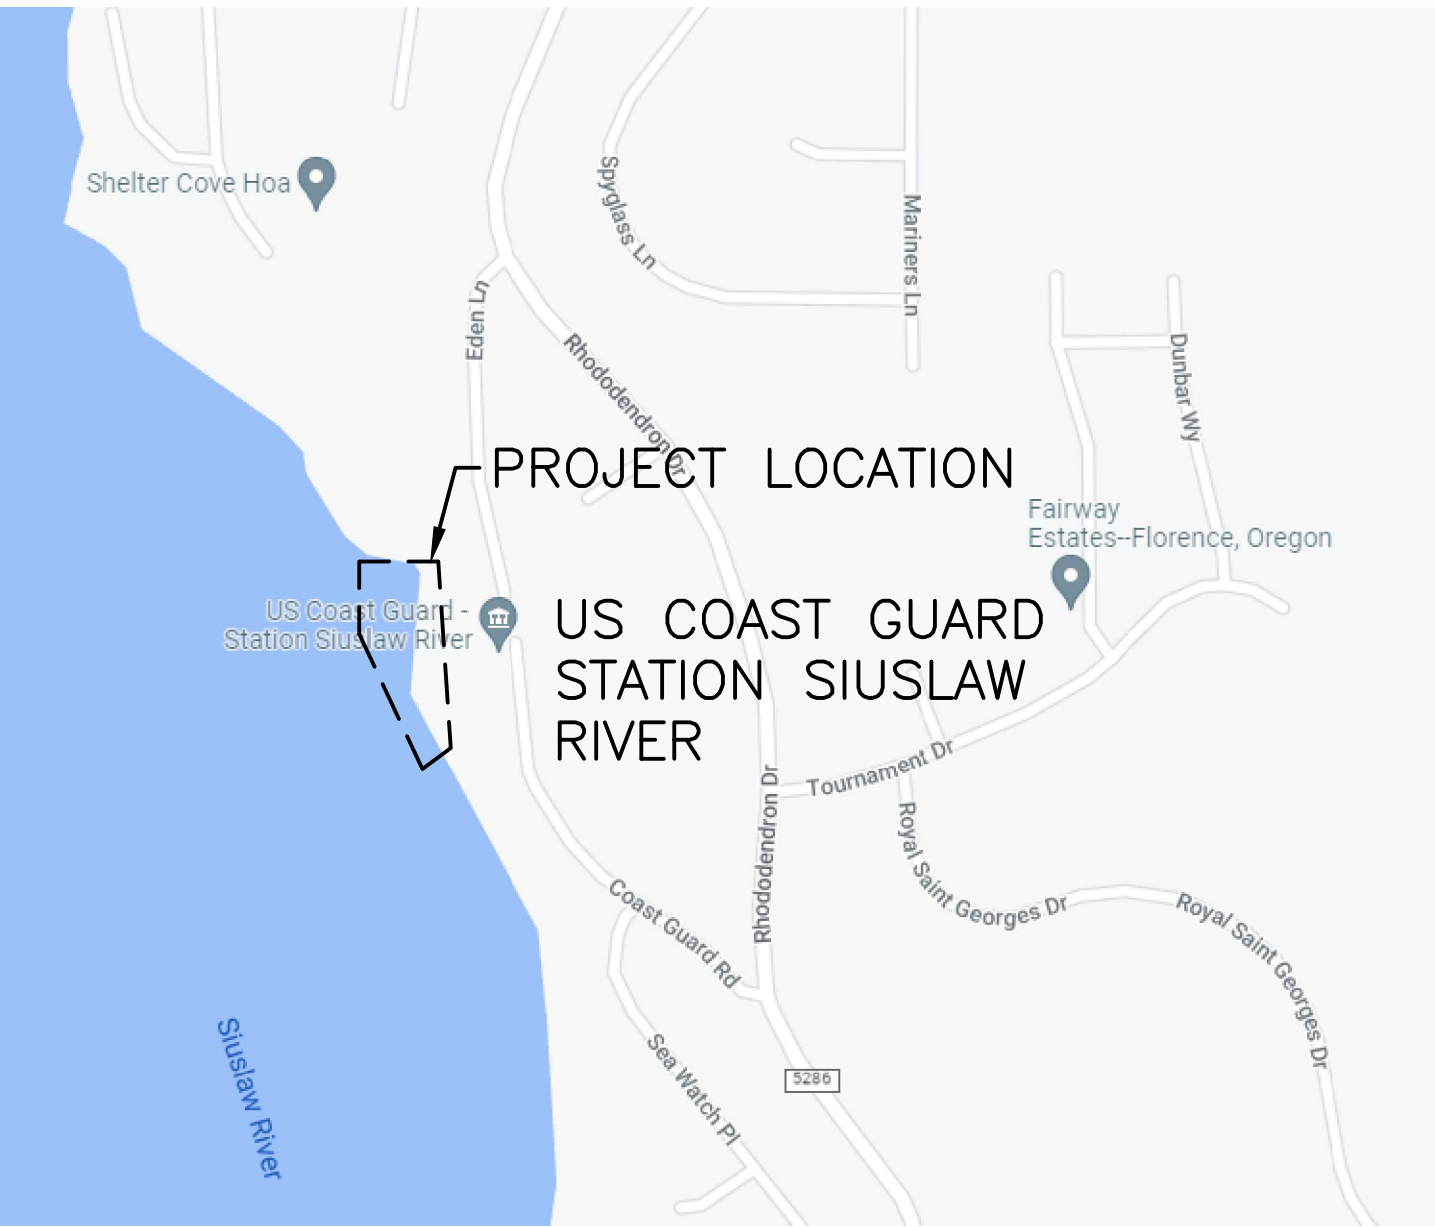 Shelter Cove Hoa
Spyglass Ln
Mariners Ln
Eden Ln
Rhododendron Dr
Dunbar Wy
PROJECT LOCATION
Fairway
Estates--Florence, Oregon
US Coast Guard -
Station Siuslaw River
US COAST GUARD
STATION SIUSLAW
RIVER
Tournament Dr
Rhododendron Dr
Royal Saint Georges Dr
Royal Saint Georges Dr
Coast Guard Rd
Siuslaw River
Sea Watch Pl
5286